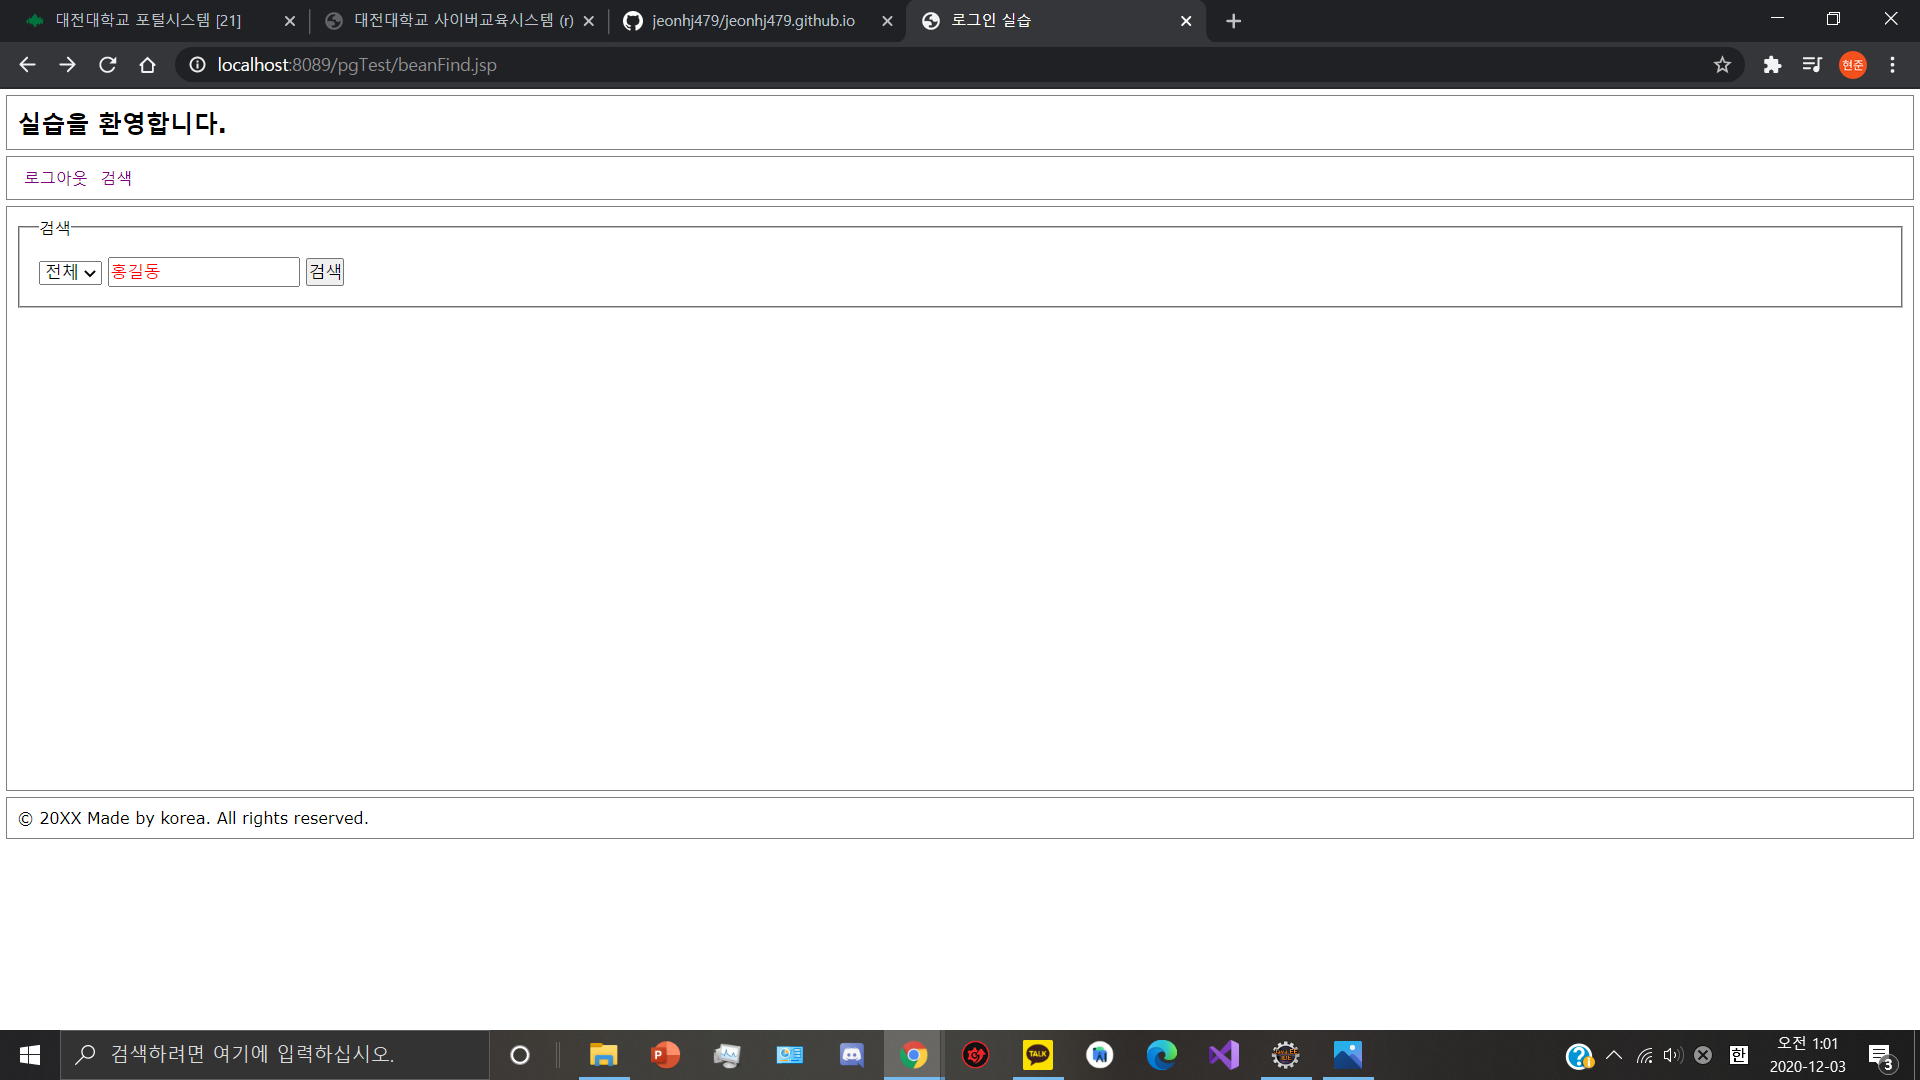 대전대학교 포털시스템 [21]
대전대학교 사이버교육시스템 (r)
jeonhj479/jeonhj479.github.io
로그인 실습
localhost:8089/pgTest/beanFind.jsp
현준
실습을 환영합니다.
로그아웃 검색
검색
전체 홍길동 검색
© 20XX Made by korea. All rights reserved.
검색하려면 여기에 입력하십시오.
TALK
한
오전 1:01
2020-12-03
3